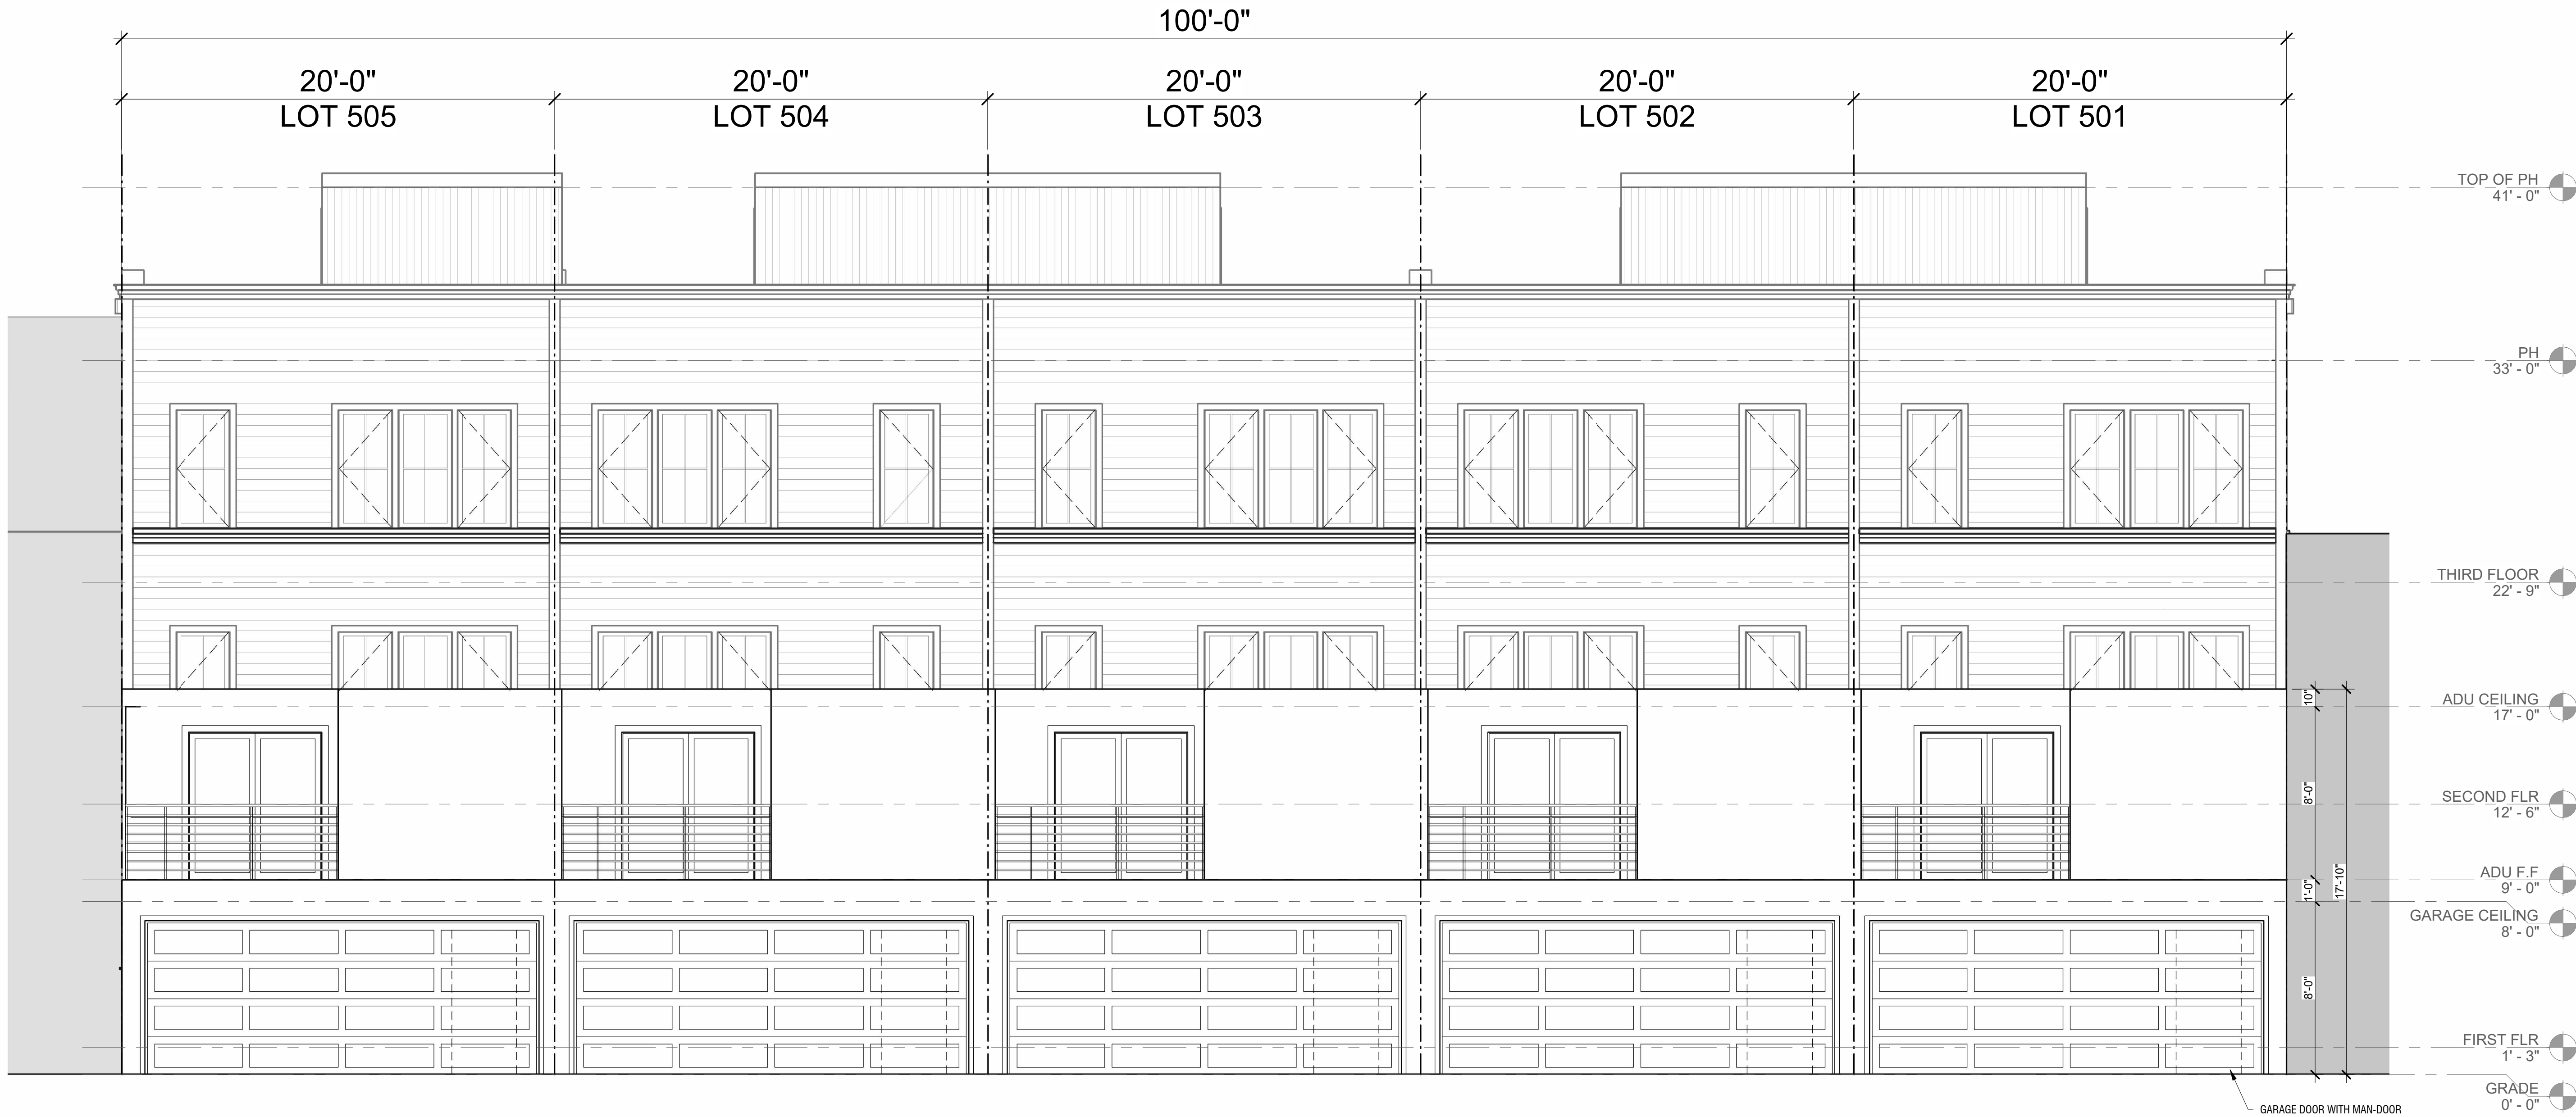 100'-0"
20'-0" 20'-0" 20'-0" 20'-0" 20'-0"
LOT 505 LOT 504 LOT 503 LOT 502 LOT 501
TOP OF PH
41' - 0"
PH
33' - 0"
THIRD FLOOR
22' - 9"
10"
ADU CEILING
17' - 0"
8'-0"
SECOND FLR
12' - 6"
17'-10"
ADU F.F
9' - 0"
1'-0"
GARAGE CEILING
8' - 0"
8'-0"
FIRST FLR
1' - 3"
GRADE
0' - 0"
GARAGE DOOR WITH MAN-DOOR